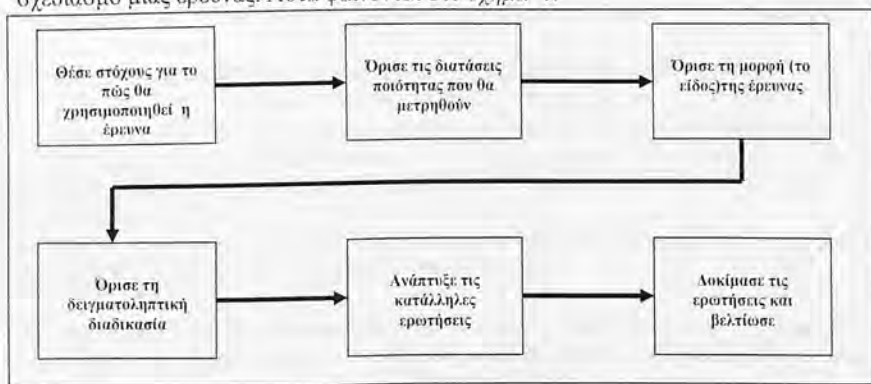 Θέσε στόχους για το
πώς θα
χρησιμοποιηθεί η
έρευνα
Όρισε τις διατάσεις
ποιότητας που θα
μετρηθούν
Όρισε τη μορφή (το
είδος)της έρευνας
Όρισε τη
δειγματοληπτική
διαδικασία
Ανάπτυξε τις
κατάλληλες
ερωτήσεις
Δοκίμασε τις
ερωτήσεις και
βελτίωσε